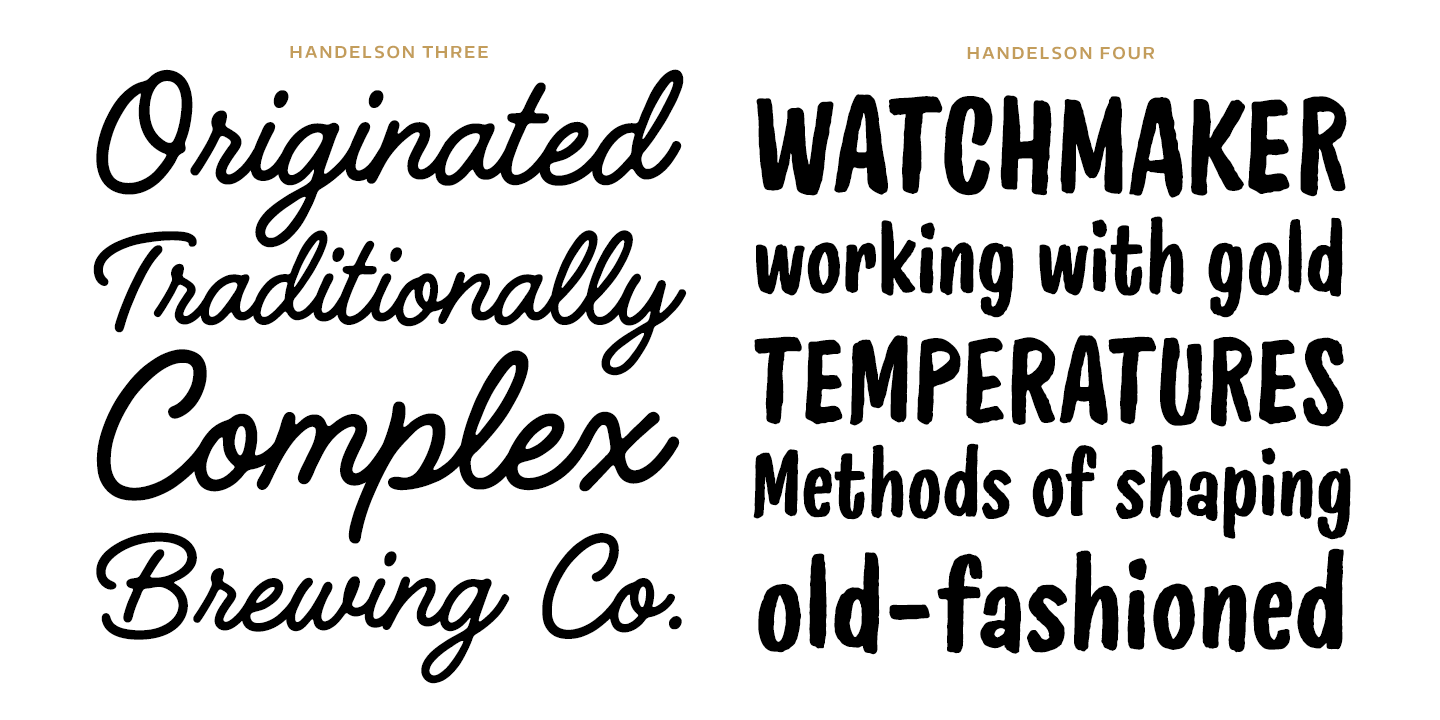 HANDELSON THREE
Originated
Traditionally
Complex
Brewing Co.
HANDELSON FOUR
WATCHMAKER
working with gold
TEMPERATURES
Methods of shaping
old-fashioned